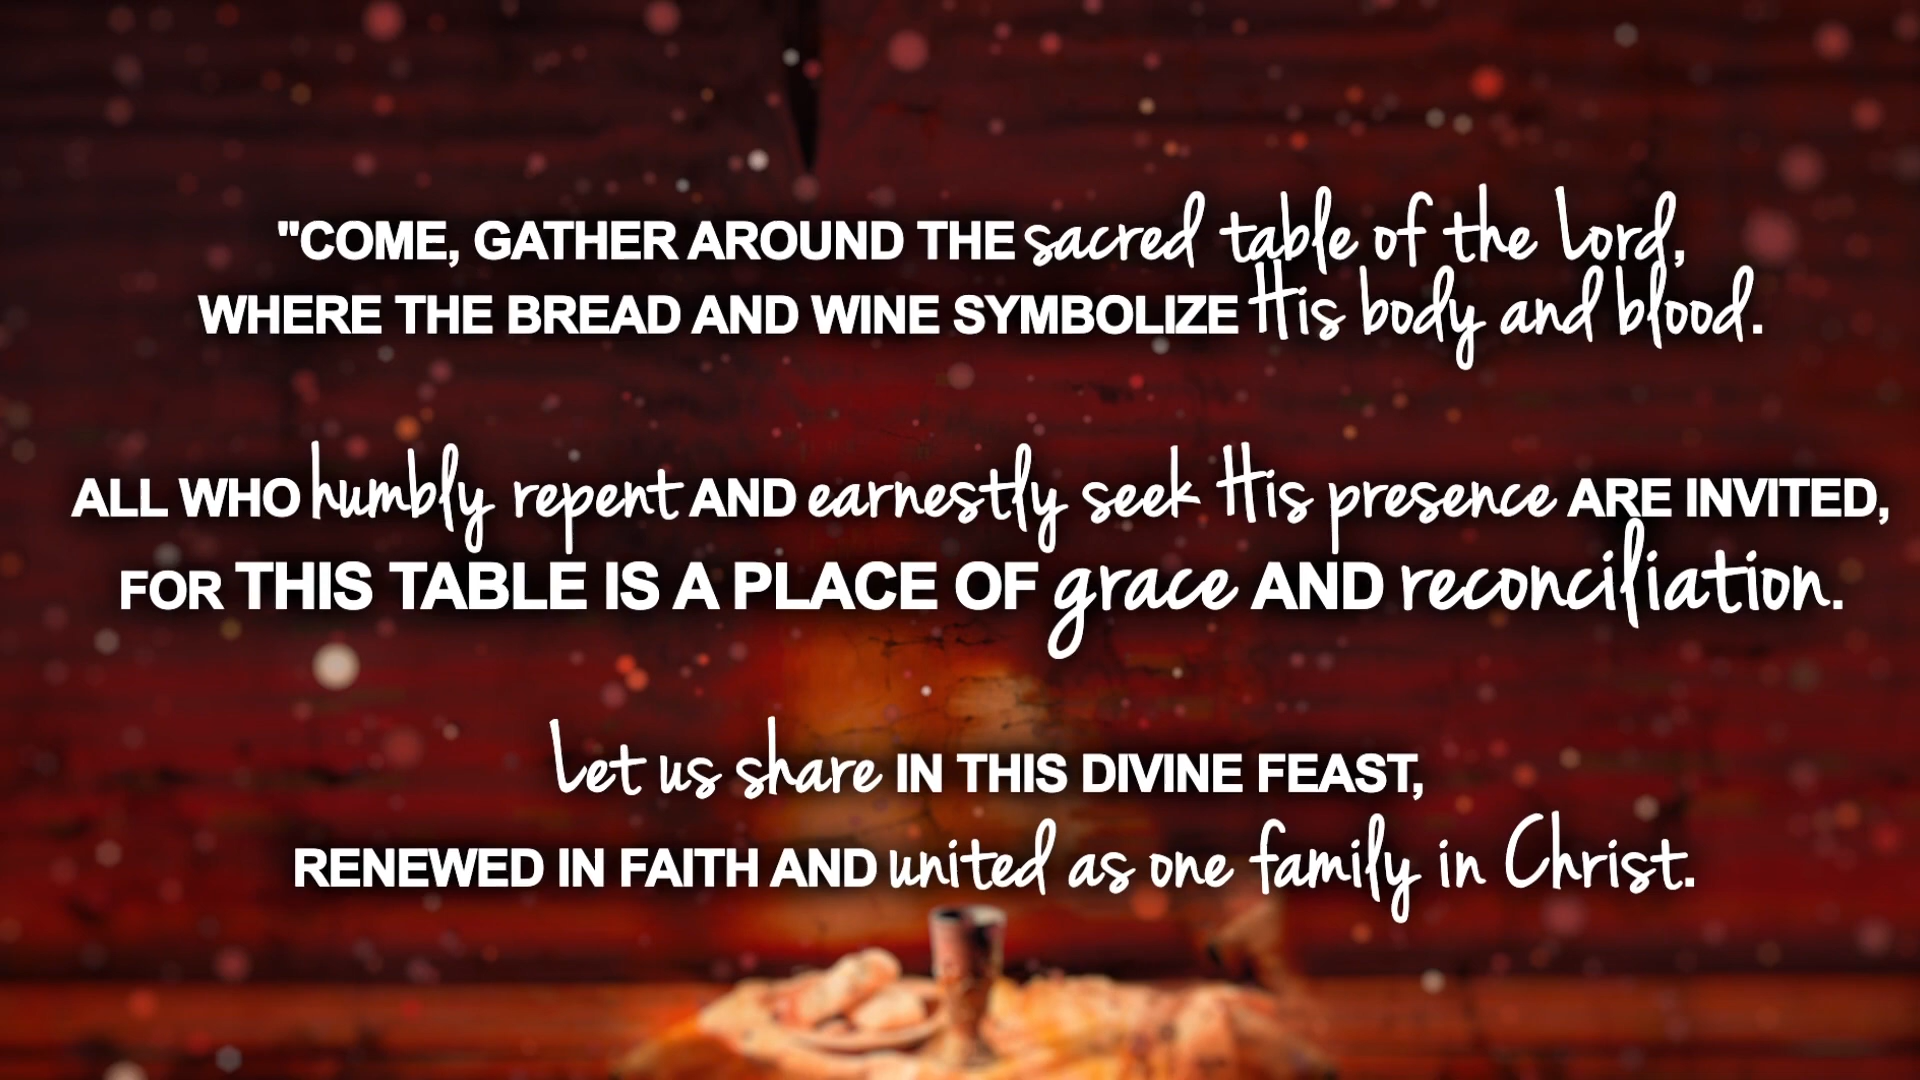 "COME, GATHER AROUND THE sacred table of the Lord,
WHERE THE BREAD AND WINE SYMBOLIZE His body and blood.
ALL WHO humbly repent AND earnestly seek His presence ARE INVITED,
FOR THIS TABLE IS A PLACE OF grace AND reconciliation.
Let us share IN THIS DIVINE FEAST,
RENEWED IN FAITH AND united as one family in Christ.